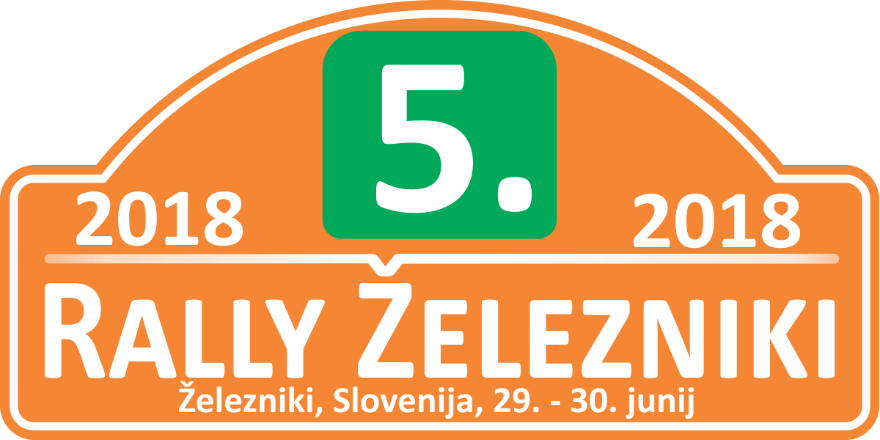 5.
2018 2018
RALLY ŽELEZNIKI
Železniki, Slovenija, 29. - 30. junij